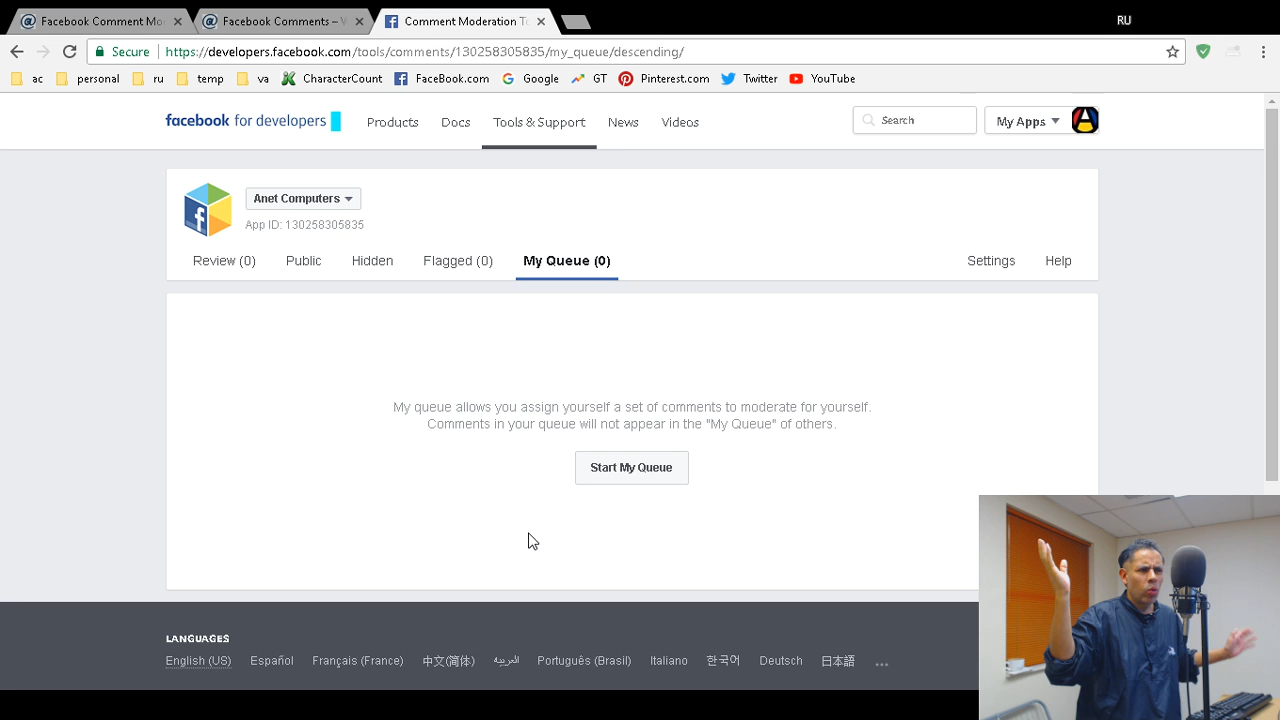 Facebook Comment Mo
Facebook Comments – W
Comment Moderation To
RU
Secure https://developers.facebook.com/tools/comments/130258305835/my_queue/descending/
ac personal ru temp va CharacterCount FaceBook.com Google GT Pinterest.com Twitter YouTube
facebook for developers Products Docs Tools & Support News Videos Search My Apps
Anet Computers
App ID: 130258305835
Review (0) Public Hidden Flagged (0) My Queue (0) Settings Help
My queue allows you assign yourself a set of comments to moderate for yourself.
Comments in your queue will not appear in the "My Queue" of others.
Start My Queue
LANGUAGES
English (US) Español Français (France) 中文(简体) العربية Português (Brasil) Italiano 한국어 Deutsch 日本語 ...